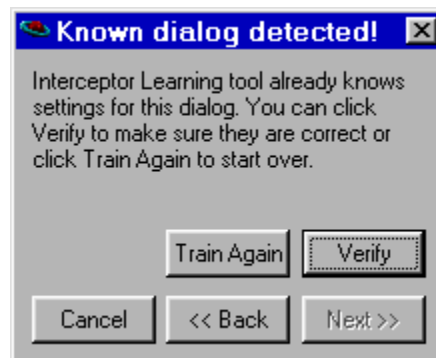 Known dialog detected!
Interceptor Learning tool already knows
settings for this dialog. You can click
Verify to make sure they are correct or
click Train Again to start over.
Train Again Verify
Cancel << Back Next >>